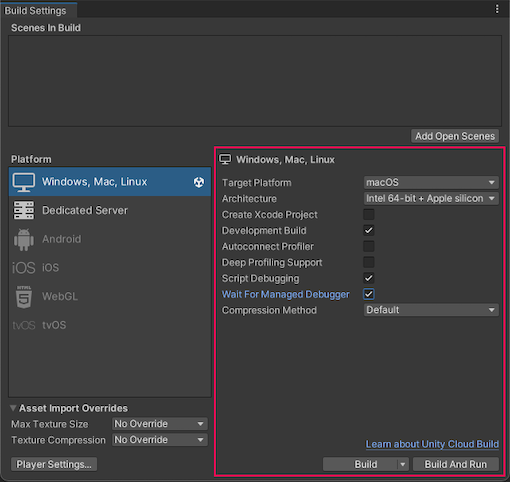 Build Settings
Scenes In Build
Add Open Scenes
Platform
Windows, Mac, Linux
Dedicated Server
Android
iOS iOS
WebGL
tvOS tvOS
Asset Import Overrides
Max Texture Size No Override
Texture Compression No Override
Player Settings...
Windows, Mac, Linux
Target Platform macOS
Architecture Intel 64-bit + Apple silicon
Create Xcode Project
Development Build
Autoconnect Profiler
Deep Profiling Support
Script Debugging
Wait For Managed Debugger
Compression Method Default
Learn about Unity Cloud Build
Build Build And Run